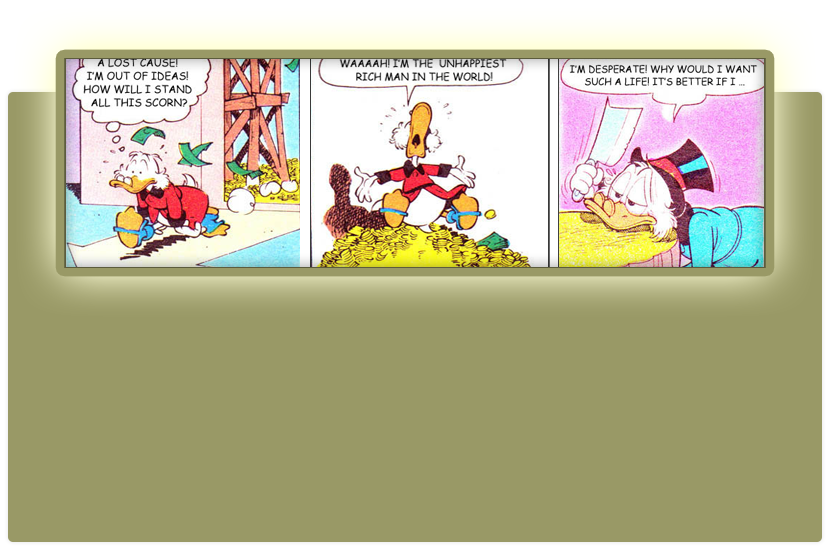 A LOST CAUSE!
I'M OUT OF IDEAS!
HOW WILL I STAND
ALL THIS SCORN?
WAAAAH! I'M THE UNHAPPIEST
RICH MAN IN THE WORLD!
I'M DESPERATE! WHY WOULD I WANT
SUCH A LIFE! IT'S BETTER IF I ...